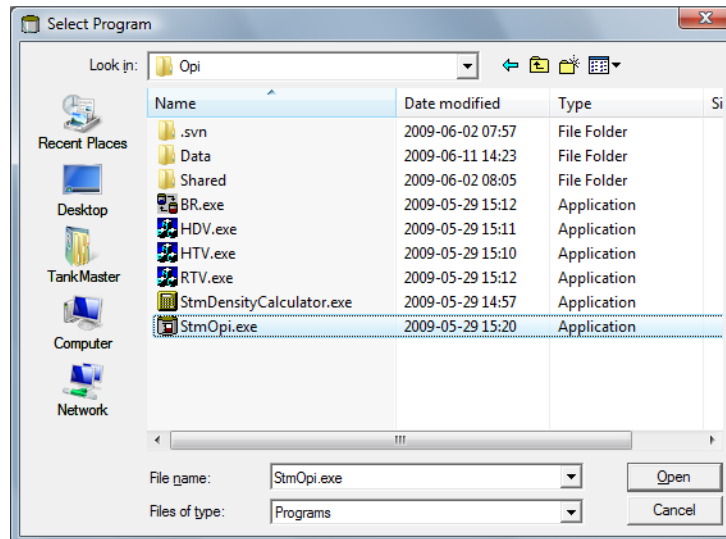 Select Program
Look in: Opi
Name Date modified Type Si
.svn 2009-06-02 07:57 File Folder
Data 2009-06-11 14:23 File Folder
Shared 2009-06-02 08:05 File Folder
BR.exe 2009-05-29 15:12 Application
HDV.exe 2009-05-29 15:11 Application
HTV.exe 2009-05-29 15:10 Application
RTV.exe 2009-05-29 15:12 Application
StmDensityCalculator.exe 2009-05-29 14:57 Application
StmOpi.exe 2009-05-29 15:20 Application
Recent Places
Desktop
TankMaster
Computer
Network
File name: StmOpi.exe Open
Files of type: Programs Cancel